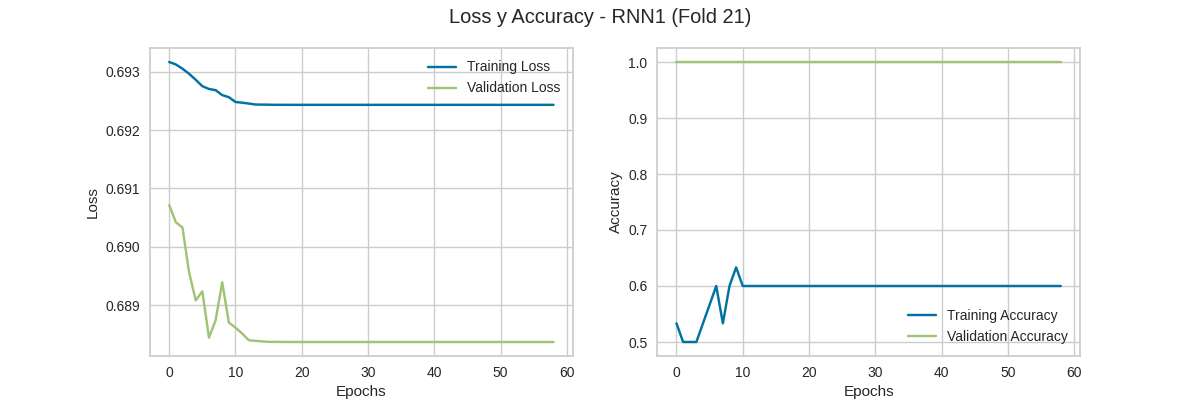 Loss y Accuracy - RNN1 (Fold 21)
Training Loss
Validation Loss
0.693
0.692
0.691
0.690
0.689
Loss
0 10 20 30 40 50 60
Epochs
1.0
0.9
0.8
0.7
0.6
0.5
Accuracy
Training Accuracy
Validation Accuracy
0 10 20 30 40 50 60
Epochs